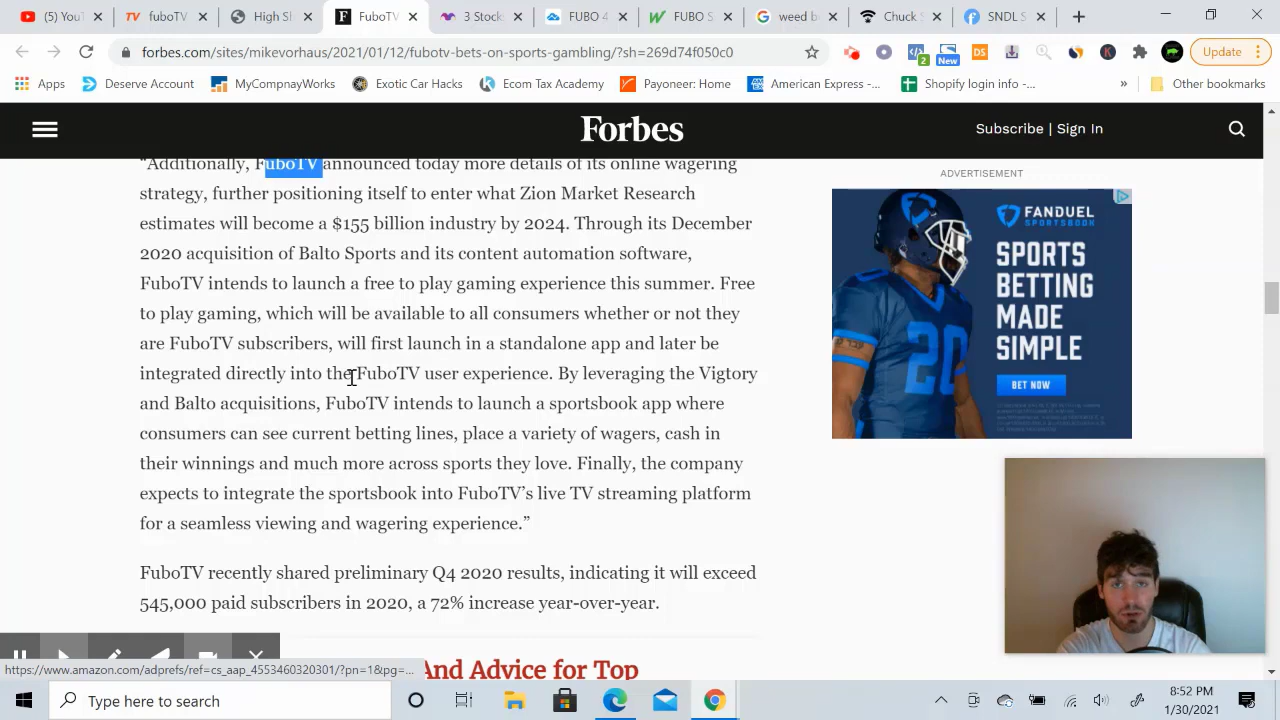 (1) YouT
fuboTV
High S
FuboTV
Stock
FUBO 4
FUBO S
weed b
Chuck
SNDL S
forbes.com/sites/mikevorhaus/2021/01/12/fubotv-bets-on-sports-gambling/?sh=269d74f050c0
2
New
DS
K
Update
Apps
Deserve Account
MyCompnayWorks
Exotic Car Hacks
Ecom Tax Academy
Payoneer: Home
American Express -...
Shopify login info -...
»
Other bookmarks
Forbes
Subscribe | Sign In
"Additionally, FuboTV announced today more details of its online wagering
strategy, further positioning itself to enter what Zion Market Research
estimates will become a $155 billion industry by 2024. Through its December
2020 acquisition of Balto Sports and its content automation software,
FuboTV intends to launch a free to play gaming experience this summer. Free
to play gaming, which will be available to all consumers whether or not they
are FuboTV subscribers, will first launch in a standalone app and later be
integrated directly into the FuboTV user experience. By leveraging the Vigtory
and Balto acquisitions, FuboTV intends to launch a sportsbook app where
consumers can see current betting lines, place a variety of wagers, cash in
their winnings and much more across sports they love. Finally, the company
expects to integrate the sportsbook into FuboTV's live TV streaming platform
for a seamless viewing and wagering experience."
FuboTV recently shared preliminary Q4 2020 results, indicating it will exceed
545,000 paid subscribers in 2020, a 72% increase year-over-year.
And Advice for Top
ADVERTISEMENT
FANDUEL
SPORTSBOOK
SPORTS
BETTING
MADE
SIMPLE
BET NOW
20
https://www.amazon.com/adprefs/ref=cs_aap_4553460320301/?pn=1&pg=...
Type here to search
8:52 PM
1/30/2021